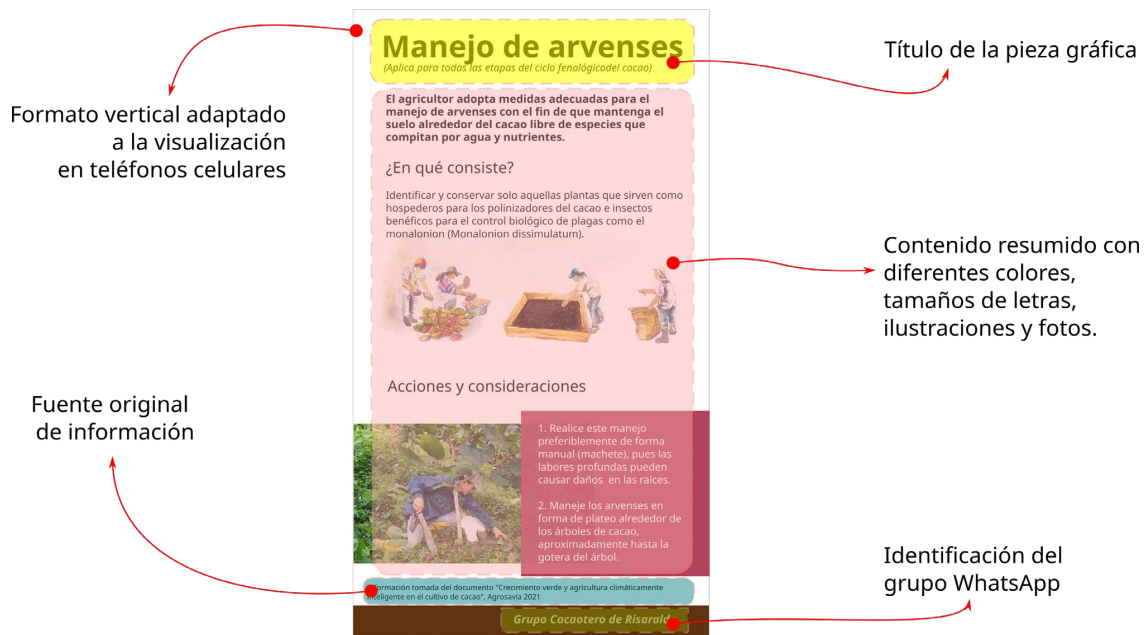 Manejo de arvenses
(Aplica para todas las etapas del ciclo fenológicodel cacao)
Título de la pieza gráfica
Formato vertical adaptado
a la visualización
en teléfonos celulares
El agricultor adopta medidas adecuadas para el
manejo de arvenses con el fin de que mantenga el
suelo alrededor del cacao libre de especies que
compitan por agua y nutrientes.
¿En qué consiste?
Identificar y conservar solo aquellas plantas que sirven como
hospederos para los polinizadores del cacao e insectos
benéficos para el control biológico de plagas como el
monalonion (Monalonion dissimulatum).
Contenido resumido con
diferentes colores,
tamaños de letras,
ilustraciones y fotos.
Acciones y consideraciones
Fuente original
de información
1. Realice este manejo
preferiblemente de forma
manual (machete), pues las
labores profundas pueden
causar daños en las raíces.
2. Maneje los arvenses en
forma de plateo alrededor de
los árboles de cacao,
aproximadamente hasta la
gotera del árbol.
Identificación del
grupo WhatsApp
tomada del documento "Crecimiento verde y agricultura climáticamente
inteligente en el cultivo de cacao", Agrosavia 2021
Grupo Cacaotero de